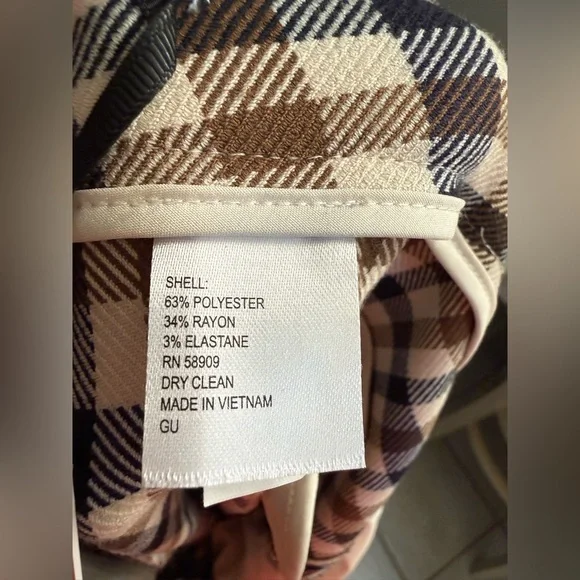 SHELL:
63% POLYESTER
34% RAYON
3% ELASTANE
RN 58909
DRY CLEAN
MADE IN VIETNAM
GU